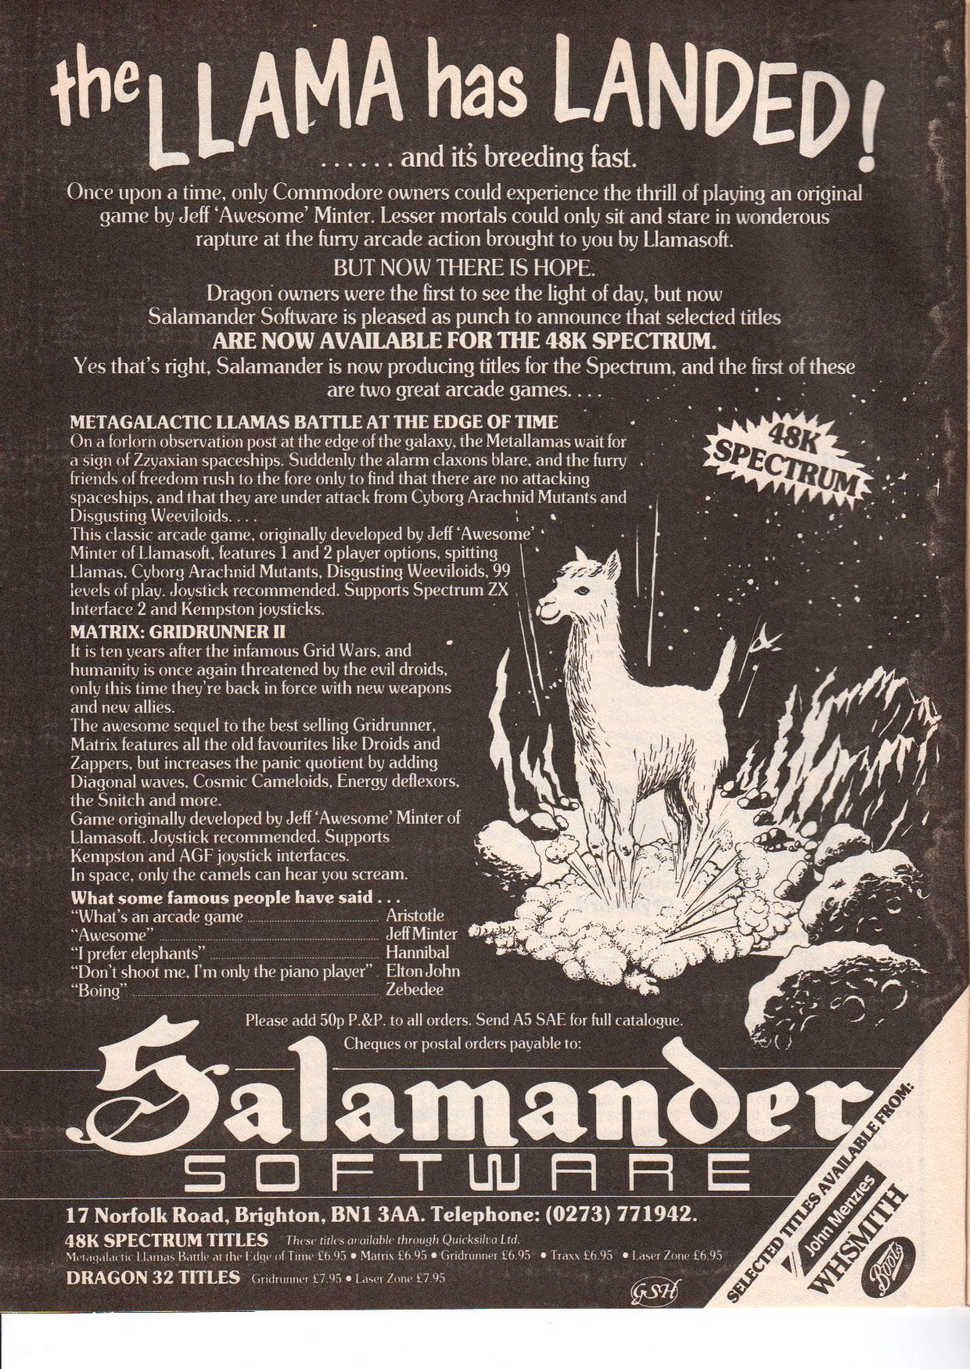 the LLAMA has LANDED!
. . . . . . and it's breeding fast.
Once upon a time, only Commodore owners could experience the thrill of playing an original
game by Jeff 'Awesome' Minter. Lesser mortals could only sit and stare in wonderous
rapture at the furry arcade action brought to you by Llamasoft.
BUT NOW THERE IS HOPE.
Dragon owners were the first to see the light of day, but now
Salamander Software is pleased as punch to announce that selected titles
ARE NOW AVAILABLE FOR THE 48K SPECTRUM.
Yes that's right, Salamander is now producing titles for the Spectrum, and the first of these
are two great arcade games. . . .
METAGALACTIC LLAMAS BATTLE AT THE EDGE OF TIME
On a forlorn observation post at the edge of the galaxy, the Metallamas wait for
a sign of Zzyaxian spaceships. Suddenly the alarm claxons blare, and the furry
friends of freedom rush to the fore only to find that there are no attacking
spaceships, and that they are under attack from Cyborg Arachnid Mutants and
Disgusting Weeviloids. . . .
This classic arcade game, originally developed by Jeff 'Awesome'
Minter of Llamasoft, features 1 and 2 player options, spitting
Llamas, Cyborg Arachnid Mutants, Disgusting Weeviloids, 99
levels of play. Joystick recommended. Supports Spectrum ZX
Interface 2 and Kempston joysticks.
48K
SPECTRUM
MATRIX: GRIDRUNNER II
It is ten years after the infamous Grid Wars, and
humanity is once again threatened by the evil droids,
only this time they're back in force with new weapons
and new allies.
The awesome sequel to the best selling Gridrunner,
Matrix features all the old favourites like Droids and
Zappers, but increases the panic quotient by adding
Diagonal waves, Cosmic Cameloids, Energy deflexors,
the Snitch and more.
Game originally developed by Jeff 'Awesome' Minter of
Llamasoft. Joystick recommended. Supports
Kempston and AGF joystick interfaces.
In space, only the camels can hear you scream.
What some famous people have said . . .
"What's an arcade game ........ Aristotle
"Awesome" ........ Jeff Minter
"I prefer elephants" ........ Hannibal
"Don't shoot me, I'm only the piano player" . Elton John
"Boing" ........ Zebedee
Please add 50p P.&P. to all orders. Send A5 SAE for full catalogue.
Cheques or postal orders payable to:
Salamander
SOFTWARE
17 Norfolk Road, Brighton, BN1 3AA. Telephone: (0273) 771942.
48K SPECTRUM TITLES These titles available through Quicksilva Ltd.
Metagalactic Llamas Battle at the Edge of Time £6.95 ● Matrix £6.95 ● Gridrunner £6.95 ● Traxx £6.95 ● Laser Zone £6.95
DRAGON 32 TITLES Gridrunner £7.95 ● Laser Zone £7.95
GSH
SELECTED TITLES AVAILABLE FROM:
John Menzies
WHSMITH
Boots